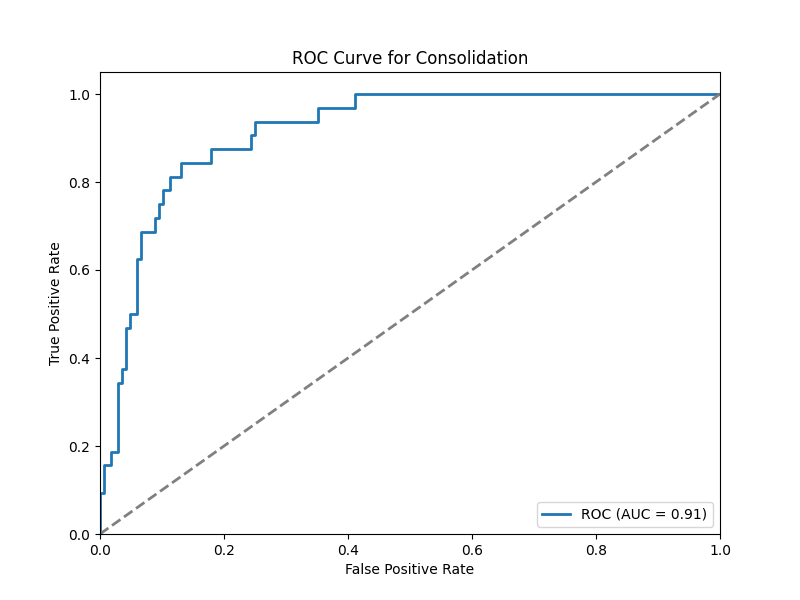 ROC Curve for Consolidation
True Positive Rate
1.0
0.8
0.6
0.4
0.2
0.0
ROC (AUC = 0.91)
0.0 0.2 0.4 0.6 0.8 1.0
False Positive Rate